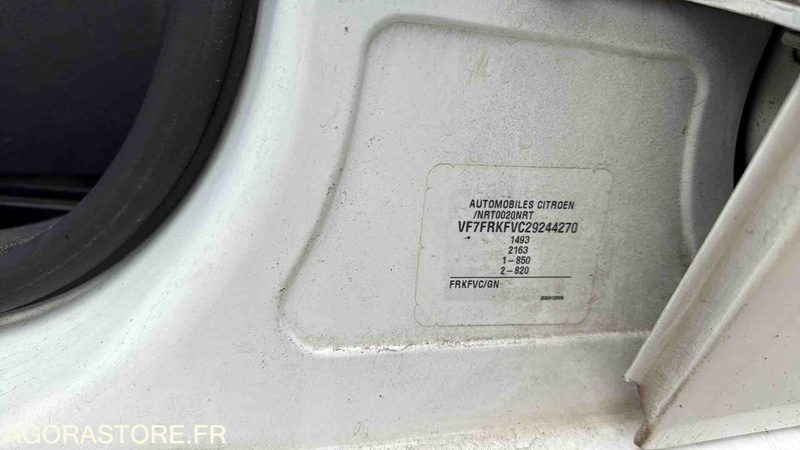 AUTOMOBILES CITROEN
/NRT0020NRT
VF7FRKFVC29244270
1493
2163
1-850
2-820
FRKFVC/GN
AGORASTORE.FR